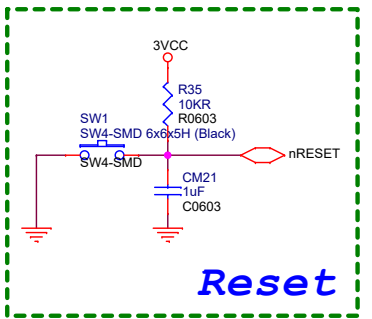 3VCC
R35
10KR
R0603
SW1
SW4-SMD 6x6x5H (Black)
SW4-SMD
nRESET
CM21
1uF
C0603
Reset